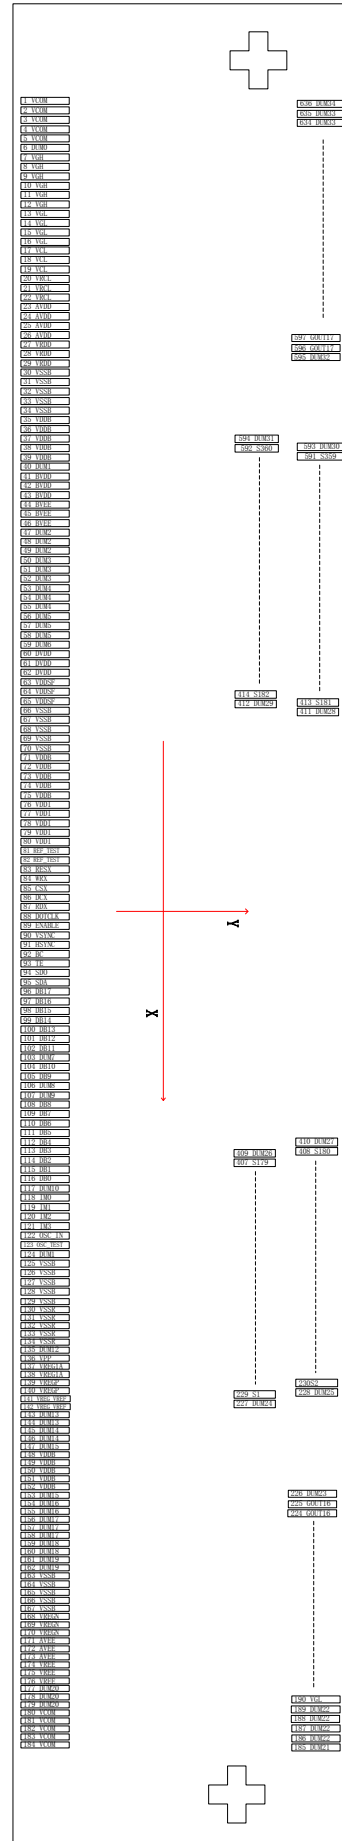 1 VCOM
2 VCOM
3 VCOM
4 VCOM
5 VCOM
6 DUM0
7 VGH
8 VGH
9 VGH
10 VGH
11 VGH
12 VGH
13 VGL
14 VGL
15 VGL
16 VGL
17 VCL
18 VCL
19 VCL
20 VRCL
21 VRCL
22 VRCL
23 AVDD
24 AVDD
25 AVDD
26 AVDD
27 VRDD
28 VRDD
29 VRDD
30 VSSB
31 VSSB
32 VSSB
33 VSSB
34 VSSB
35 VDDB
36 VDDB
37 VDDB
38 VDDB
39 VDDB
40 DUM1
41 BVDD
42 BVDD
43 BVDD
44 BVEE
45 BVEE
46 BVEE
47 DUM2
48 DUM2
49 DUM2
50 DUM3
51 DUM3
52 DUM3
53 DUM4
54 DUM4
55 DUM4
56 DUM5
57 DUM5
58 DUM5
59 DUM6
60 DVDD
61 DVDD
62 DVDD
63 VDDSF
64 VDDSF
65 VDDSF
66 VSSB
67 VSSB
68 VSSB
69 VSSB
70 VSSB
71 VDDB
72 VDDB
73 VDDB
74 VDDB
75 VDDB
76 VDDI
77 VDDI
78 VDDI
79 VDDI
80 VDDI
81 REF_TEST
82 REF_TEST
83 RESX
84 WRX
85 CSX
86 DCX
87 RDX
88 DOTCLK
89 ENABLE
90 VSYNC
91 HSYNC
92 BC
93 TE
94 SDO
95 SDA
96 DB17
97 DB16
98 DB15
99 DB14
100 DB13
101 DB12
102 DB11
103 DUM7
104 DB10
105 DB9
106 DUM8
107 DUM9
108 DB8
109 DB7
110 DB6
111 DB5
112 DB4
113 DB3
114 DB2
115 DB1
116 DB0
117 DUM10
118 IM0
119 IM1
120 IM2
121 IM3
122 OSC_IN
123 OSC_TEST
124 DUM1
125 VSSB
126 VSSB
127 VSSB
128 VSSB
129 VSSB
130 VSSR
131 VSSR
132 VSSR
133 VSSR
134 VSSR
135 DUM12
136 VPP
137 VREG1A
138 VREG1A
139 VREGP
140 VREGP
141 VREG_VREF
142 VREG_VREF
143 DUM13
144 DUM13
145 DUM14
146 DUM14
147 DUM15
148 VDDB
149 VDDB
150 VDDB
151 VDDB
152 VDDB
153 DUM15
154 DUM16
155 DUM16
156 DUM17
157 DUM17
158 DUM17
159 DUM18
160 DUM18
161 DUM19
162 DUM19
163 VSSB
164 VSSB
165 VSSB
166 VSSB
167 VSSB
168 VREGN
169 VREGN
170 VREGN
171 AVEE
172 AVEE
173 AVEE
174 VREE
175 VREE
176 VREE
177 DUM20
178 DUM20
179 DUM20
180 VCOM
181 VCOM
182 VCOM
183 VCOM
184 VCOM
Y
X
636 DUM34
635 DUM33
634 DUM33
597 GOUT17
596 GOUT17
595 DUM32
594 DUM31
592 S360
593 DUM30
591 S359
414 S182
412 DUM29
413 S181
411 DUM28
410 DUM27
408 S180
409 DUM26
407 S179
230S2
228 DUM25
229 S1
227 DUM24
226 DUM23
225 GOUT16
224 GOUT16
190 VGL
189 DUM22
188 DUM22
187 DUM22
186 DUM22
185 DUM21